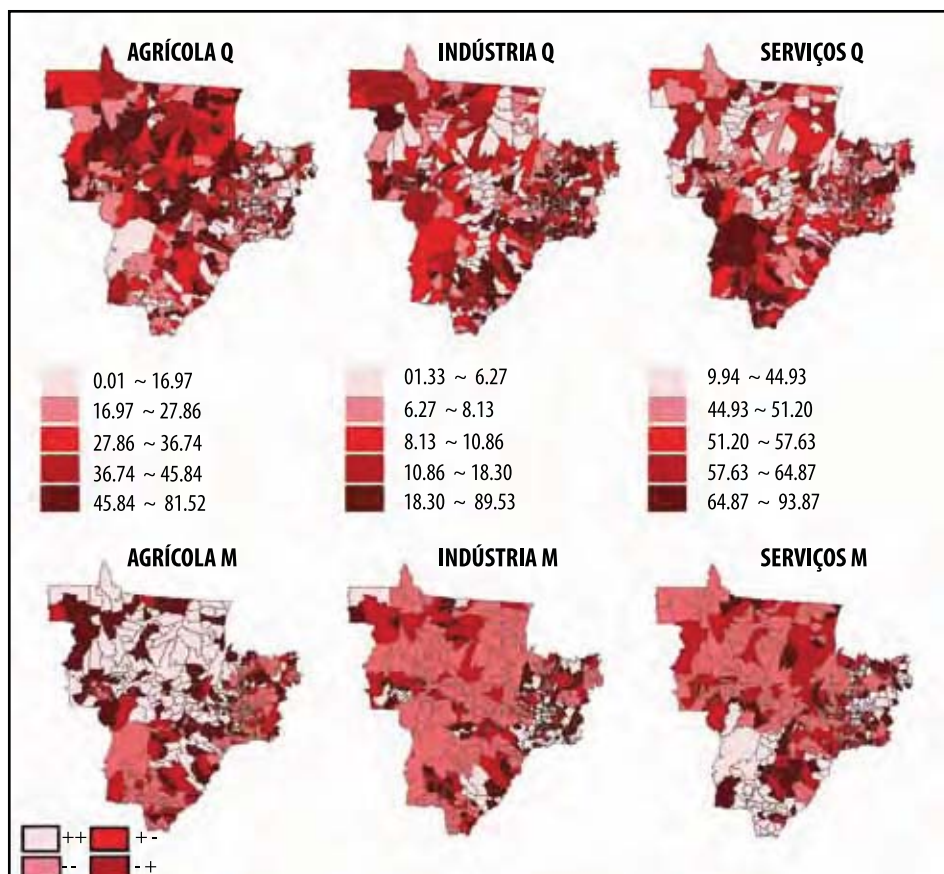 AGRÍCOLA Q
INDÚSTRIA Q
SERVIÇOS Q
0.01 ~ 16.97
16.97 ~ 27.86
27.86 ~ 36.74
36.74 ~ 45.84
45.84 ~ 81.52
01.33 ~ 6.27
6.27 ~ 8.13
8.13 ~ 10.86
10.86 ~ 18.30
18.30 ~ 89.53
9.94 ~ 44.93
44.93 ~ 51.20
51.20 ~ 57.63
57.63 ~ 64.87
64.87 ~ 93.87
AGRÍCOLA M
INDÚSTRIA M
SERVIÇOS M
++ + -
-- - +